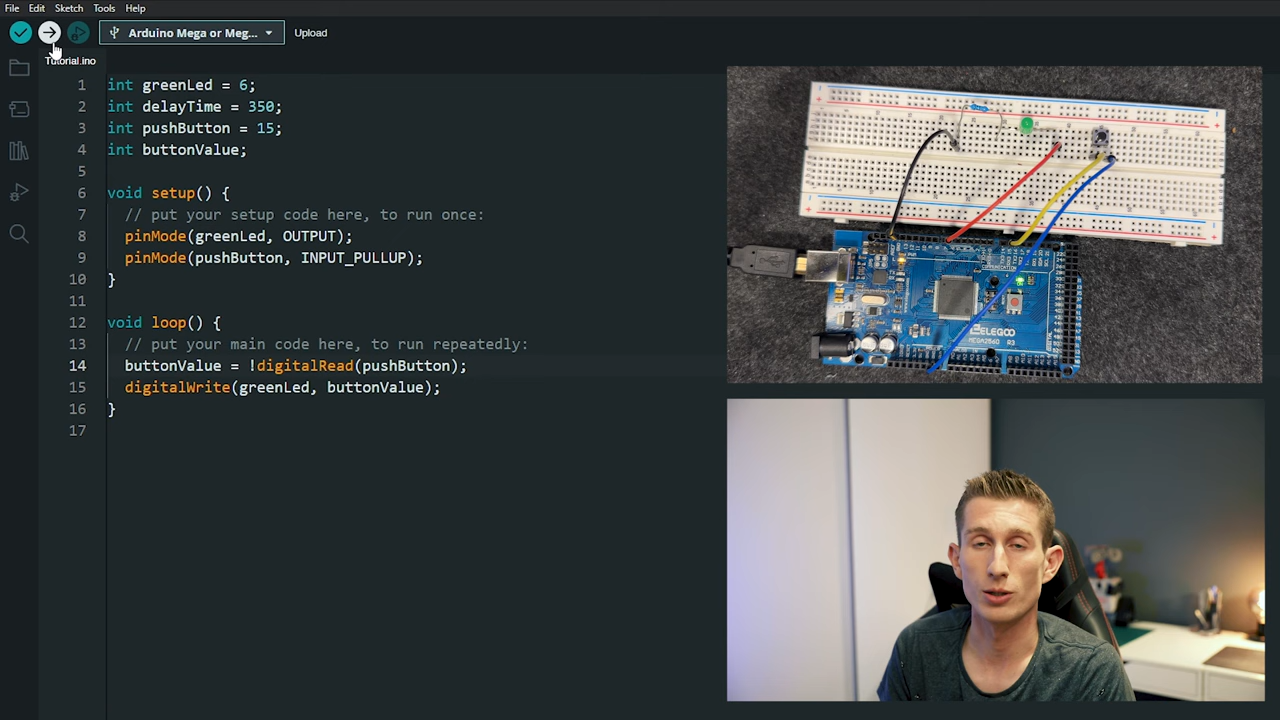 File Edit Sketch Tools Help
Arduino Mega or Meg... Upload
Tutorial.ino
1 int greenLed = 6;
2 int delayTime = 350;
3 int pushButton = 15;
4 int buttonValue;
5
6 void setup() {
7 // put your setup code here, to run once:
8 pinMode(greenLed, OUTPUT);
9 pinMode(pushButton, INPUT_PULLUP);
10 }
11
12 void loop() {
13 // put your main code here, to run repeatedly:
14 buttonValue = !digitalRead(pushButton);
15 digitalWrite(greenLed, buttonValue);
16 }
17
COMMUNICATION
ELEGOO
MEGA2560 R3